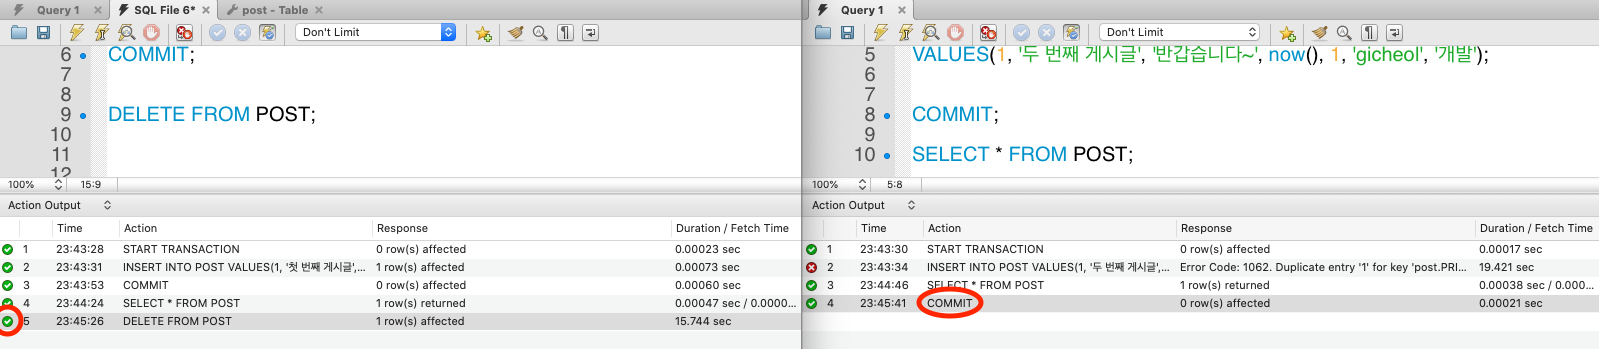 Query 1
SQL File 6*
post - Table
Don't Limit
6 COMMIT;
7
8
9 DELETE FROM POST;
10
11
12
100% 15:9
Action Output
Time Action Response Duration / Fetch Time
1 23:43:28 START TRANSACTION 0 row(s) affected 0.00023 sec
2 23:43:31 INSERT INTO POST VALUES(1, '첫 번째 게시글',... 1 row(s) affected 0.00073 sec
3 23:43:53 COMMIT 0 row(s) affected 0.00060 sec
4 23:44:24 SELECT * FROM POST 1 row(s) returned 0.00047 sec / 0.0000...
5 23:45:26 DELETE FROM POST 1 row(s) affected 15.744 sec
Query 1
Don't Limit
5 VALUES(1, '두 번째 게시글', '반갑습니다~', now(), 1, 'gicheol', '개발');
6
7
8 COMMIT;
9
10 SELECT * FROM POST;
100% 5:8
Action Output
Time Action Response Duration / Fetch Time
1 23:43:30 START TRANSACTION 0 row(s) affected 0.00017 sec
2 23:43:34 INSERT INTO POST VALUES(1, '두 번째 게시글',... Error Code: 1062. Duplicate entry '1' for key 'post.PRI... 19.421 sec
3 23:44:46 SELECT * FROM POST 1 row(s) returned 0.00038 sec / 0.000...
4 23:45:41 COMMIT 0 row(s) affected 0.00021 sec